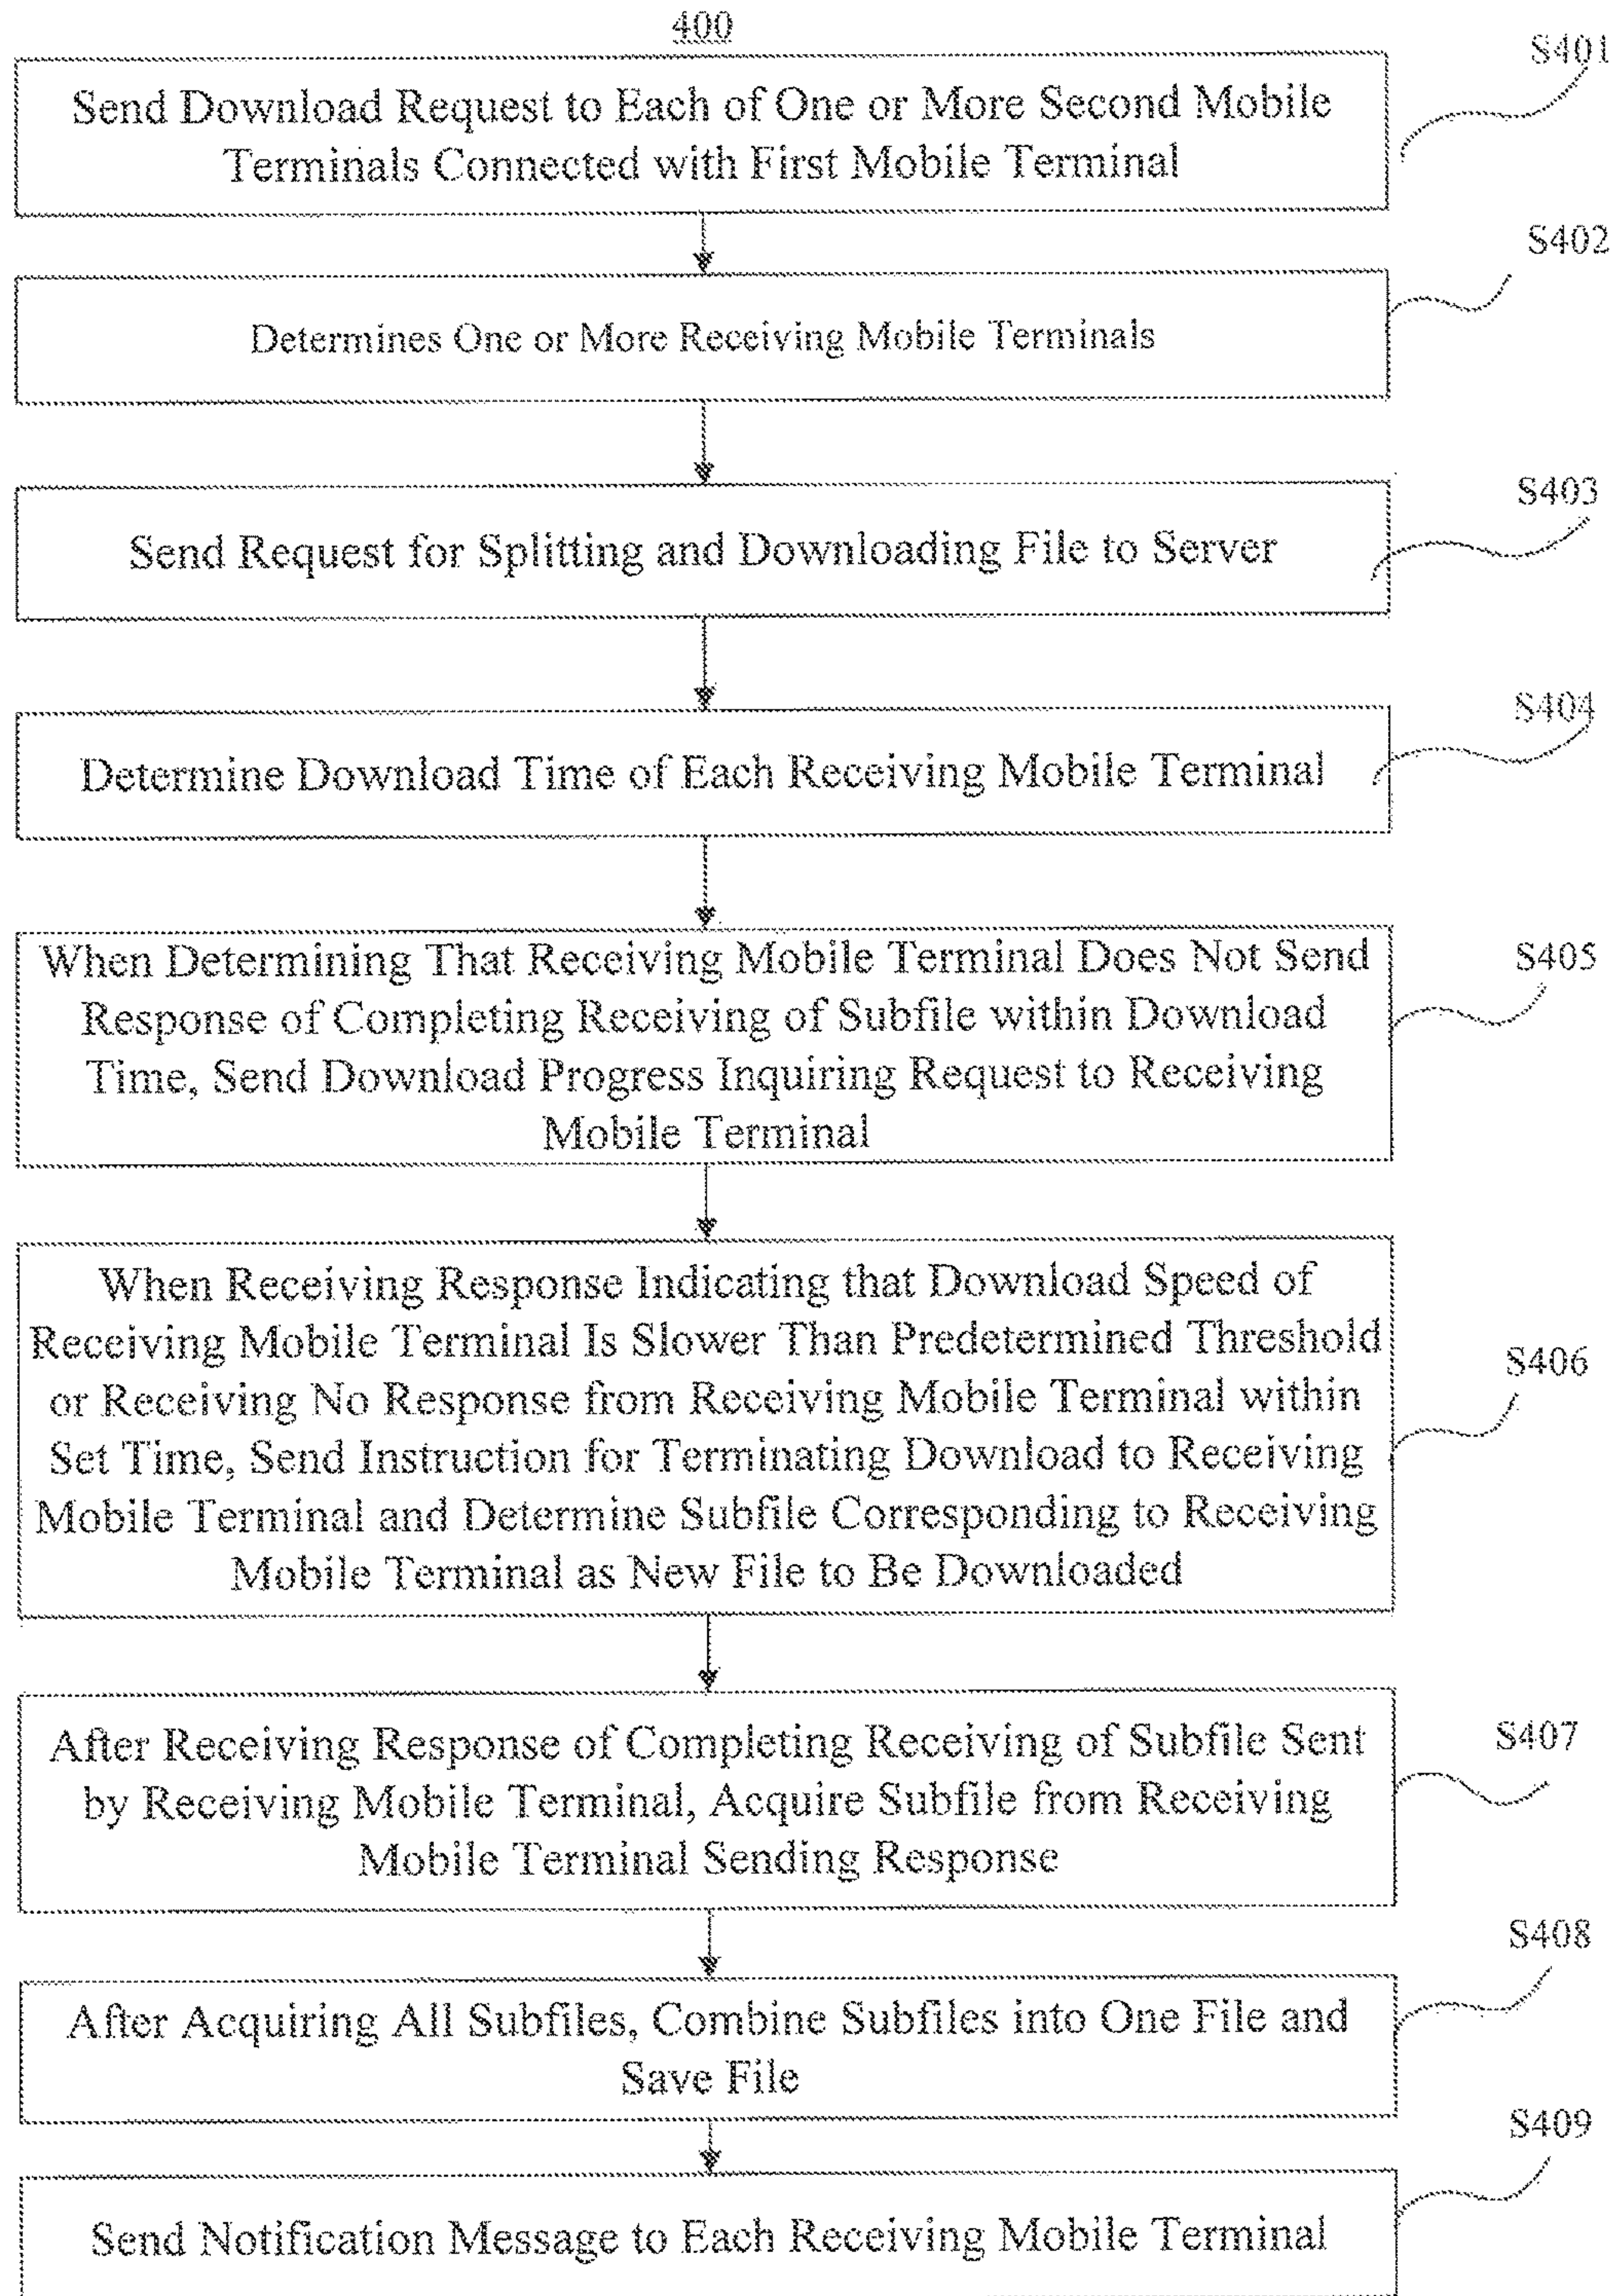 400
S401
Send Download Request to Each of One or More Second Mobile
Terminals Connected with First Mobile Terminal
S402
Determines One or More Receiving Mobile Terminals
S403
Send Request for Splitting and Downloading File to Server
S404
Determine Download Time of Each Receiving Mobile Terminal
S405
When Determining That Receiving Mobile Terminal Does Not Send
Response of Completing Receiving of Subfile within Download
Time, Send Download Progress Inquiring Request to Receiving
Mobile Terminal
S406
When Receiving Response Indicating that Download Speed of
Receiving Mobile Terminal Is Slower Than Predetermined Threshold
or Receiving No Response from Receiving Mobile Terminal within
Set Time, Send Instruction for Terminating Download to Receiving
Mobile Terminal and Determine Subfile Corresponding to Receiving
Mobile Terminal as New File to Be Downloaded
S407
After Receiving Response of Completing Receiving of Subfile Sent
by Receiving Mobile Terminal, Acquire Subfile from Receiving
Mobile Terminal Sending Response
S408
After Acquiring All Subfiles, Combine Subfiles into One File and
Save File
S409
Send Notification Message to Each Receiving Mobile Terminal